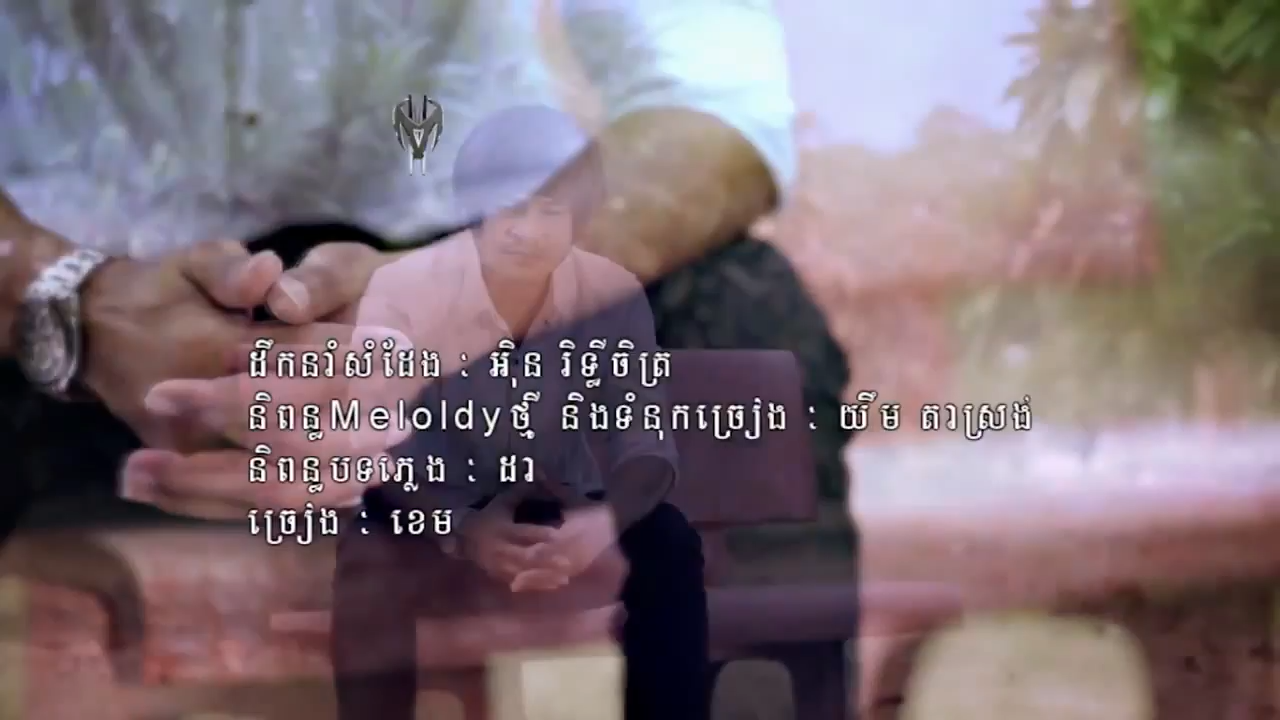 ដឹកនាំសំដែង : អ៊ិន រិទ្ធីចិត្រ
និពន្ធMeloldyថ្មី និងទំនុកច្រៀង : យឹម តារាស្រង់
និពន្ធបទភ្លេង : ដា
ច្រៀង : ខេម